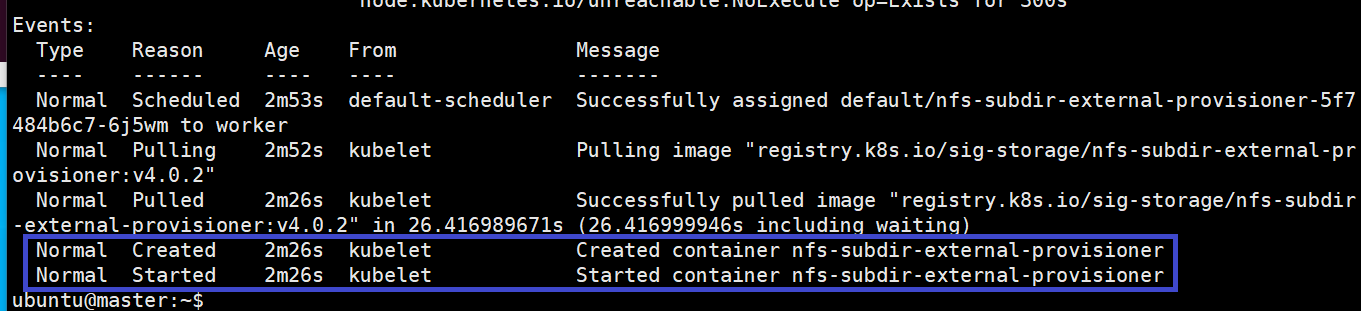 node.kubernetes.io/unreachable:NoExecute op=Exists for 300s
Events:
  Type    Reason     Age    From               Message
  ----    ------     ----   ----               -------
  Normal  Scheduled  2m53s  default-scheduler  Successfully assigned default/nfs-subdir-external-provisioner-5f7
484b6c7-6j5wm to worker
  Normal  Pulling    2m52s  kubelet            Pulling image "registry.k8s.io/sig-storage/nfs-subdir-external-pr
ovisioner:v4.0.2"
  Normal  Pulled     2m26s  kubelet            Successfully pulled image "registry.k8s.io/sig-storage/nfs-subdir
-external-provisioner:v4.0.2" in 26.416989671s (26.416999946s including waiting)
  Normal  Created    2m26s  kubelet            Created container nfs-subdir-external-provisioner
  Normal  Started    2m26s  kubelet            Started container nfs-subdir-external-provisioner
ubuntu@master:~$